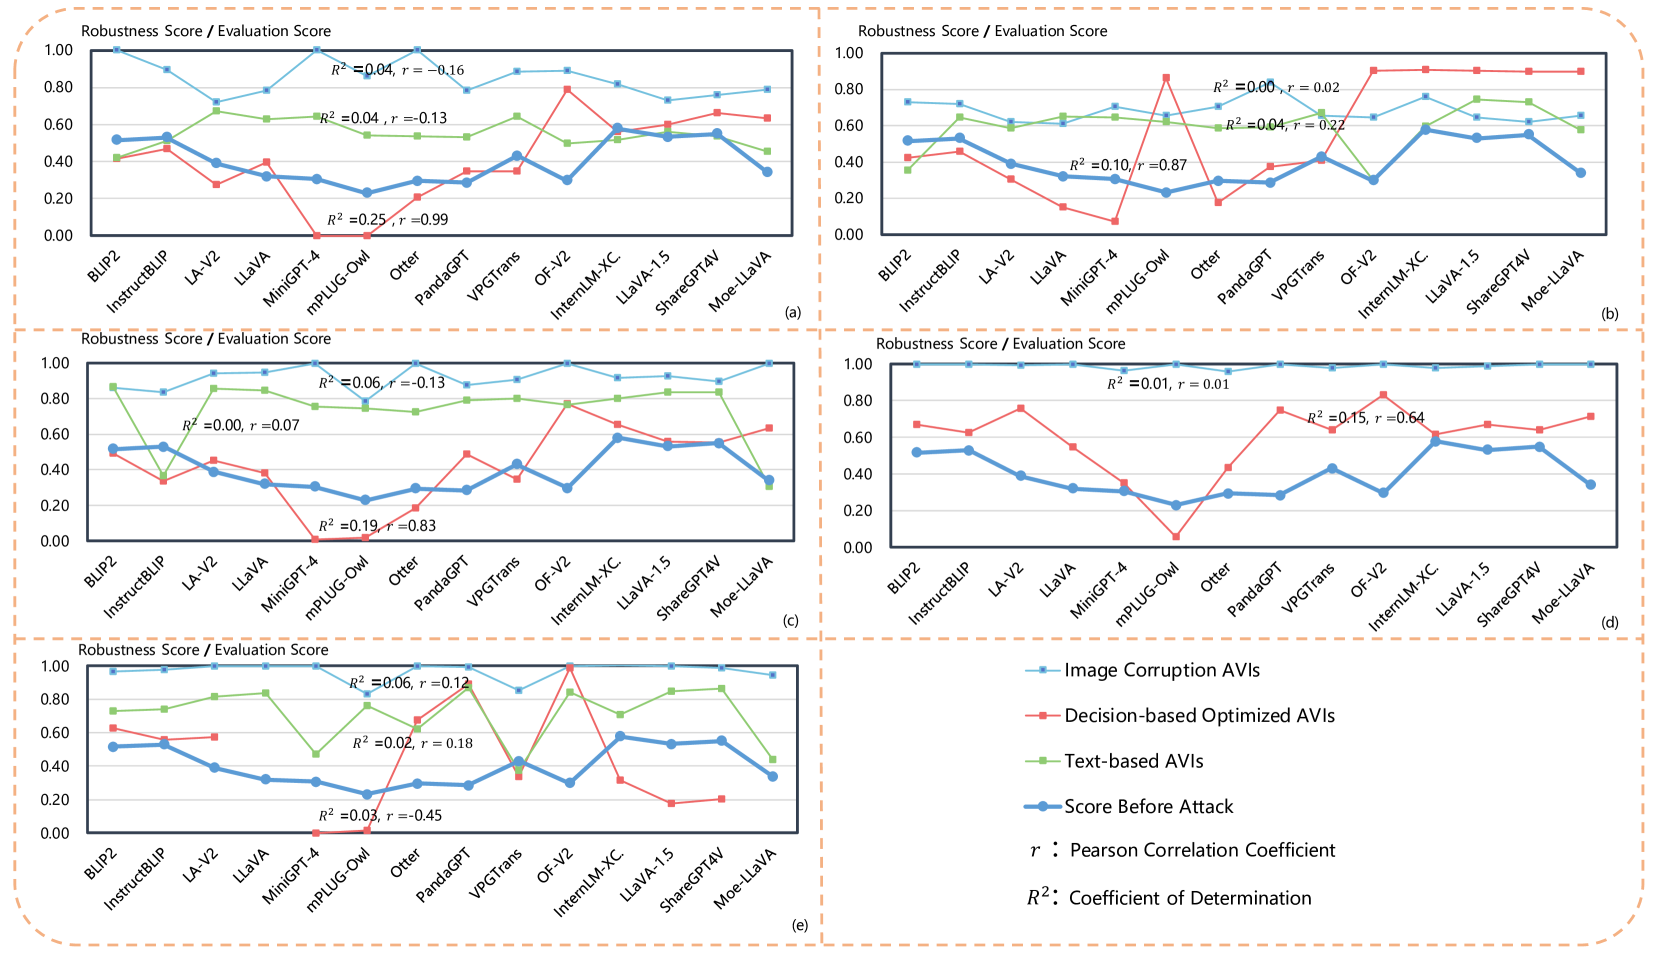 Robustness Score / Evaluation Score
1.00
0.80
0.60
0.40
0.20
0.00
R² =0.04, r = −0.16
R² =0.04 , r =-0.13
R² =0.25 , r =0.99
BLIP2
InstructBLIP
LA-V2
LLaVA
MiniGPT-4
mPLUG-Owl
Otter
PandaGPT
VPGTrans
OF-V2
InternLM-XC.
LLaVA-1.5
ShareGPT4V
Moe-LLaVA
(a)
Robustness Score / Evaluation Score
1.00
0.80
0.60
0.40
0.20
0.00
R² =0.00 , r = 0.02
R² =0.04, r = 0.22
R² =0.10, r =0.87
BLIP2
InstructBLIP
LA-V2
LLaVA
MiniGPT-4
mPLUG-Owl
Otter
PandaGPT
VPGTrans
OF-V2
InternLM-XC.
LLaVA-1.5
ShareGPT4V
Moe-LLaVA
(b)
Robustness Score / Evaluation Score
1.00
0.80
0.60
0.40
0.20
0.00
R² =0.06, r =-0.13
R² =0.00, r =0.07
R² =0.19, r =0.83
BLIP2
InstructBLIP
LA-V2
LLaVA
MiniGPT-4
mPLUG-Owl
Otter
PandaGPT
VPGTrans
OF-V2
InternLM-XC.
LLaVA-1.5
ShareGPT4V
Moe-LLaVA
(c)
Robustness Score / Evaluation Score
1.00
0.80
0.60
0.40
0.20
0.00
R² =0.01, r = 0.01
R² =0.15, r =0.64
BLIP2
InstructBLIP
LA-V2
LLaVA
MiniGPT-4
mPLUG-Owl
Otter
PandaGPT
VPGTrans
OF-V2
InternLM-XC.
LLaVA-1.5
ShareGPT4V
Moe-LLaVA
(d)
Robustness Score / Evaluation Score
1.00
0.80
0.60
0.40
0.20
0.00
R² =0.06, r =0.12
R² =0.02, r = 0.18
R² =0.03, r =-0.45
BLIP2
InstructBLIP
LA-V2
LLaVA
MiniGPT-4
mPLUG-Owl
Otter
PandaGPT
VPGTrans
OF-V2
InternLM-XC.
LLaVA-1.5
ShareGPT4V
Moe-LLaVA
(e)
Image Corruption AVIs
Decision-based Optimized AVIs
Text-based AVIs
Score Before Attack
r : Pearson Correlation Coefficient
R²: Coefficient of Determination